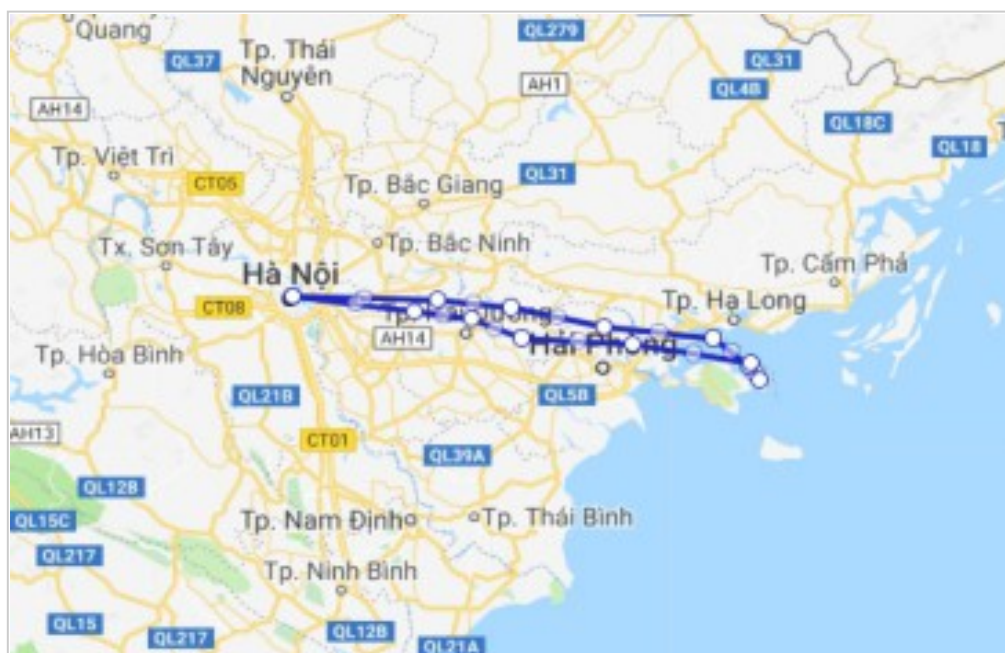 Quang
QL37
Tp. Thái
Nguyên
QL279
QL31
AH1
QL4B
QL18C
QL18
AH14
Tp. Việt Trì
CT05
Tp. Bắc Giang
QL31
Tx. Sơn Tây
Tp. Bắc Ninh
Hà Nội
CT08
Tp. Cẩm Phả
Tp. Hạ Long
AH14
Hải Phòng
Tp. Hòa Bình
QL21B
QL5B
AH13
CT01
QL39A
QL12B
QL15C
Tp. Nam Định
Tp. Thái Bình
QL217
Tp. Ninh Bình
QL15
QL217
QL12B
QL21A